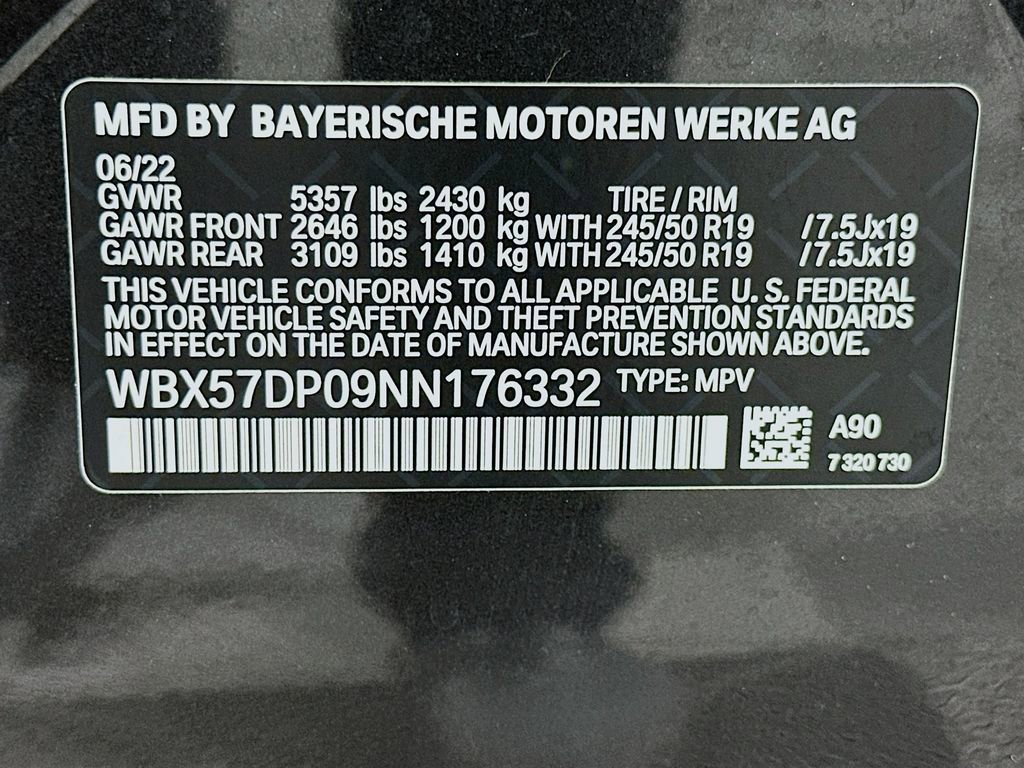 MFD BY BAYERISCHE MOTOREN WERKE AG
06/22
GVWR 5357 lbs 2430 kg TIRE / RIM
GAWR FRONT 2646 lbs 1200 kg WITH 245/50 R19 /7.5Jx19
GAWR REAR 3109 lbs 1410 kg WITH 245/50 R19 /7.5Jx19
THIS VEHICLE CONFORMS TO ALL APPLICABLE U. S. FEDERAL
MOTOR VEHICLE SAFETY AND THEFT PREVENTION STANDARDS
IN EFFECT ON THE DATE OF MANUFACTURE SHOWN ABOVE.
WBX57DP09NN176332 TYPE: MPV
A90
7 320 730